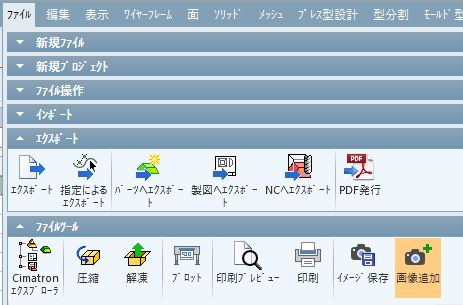 ファイル 編集 表示 ワイヤーフレーム 面 ソリッド メッシュ プレス型設計 型分割 モールド型
新規ファイル
新規プロジェクト
ファイル操作
インポート
エクスポート
エクスポート
指定による
エクスポート
パーツへエクスポー
ト
製図へエクスポー
ト
NCへエクスポート
PDF発行
ファイルツール
Cimatron
エクスプローラ
圧縮
解凍
プロット
印刷プレビュー
印刷
イメージ保存
画像追加